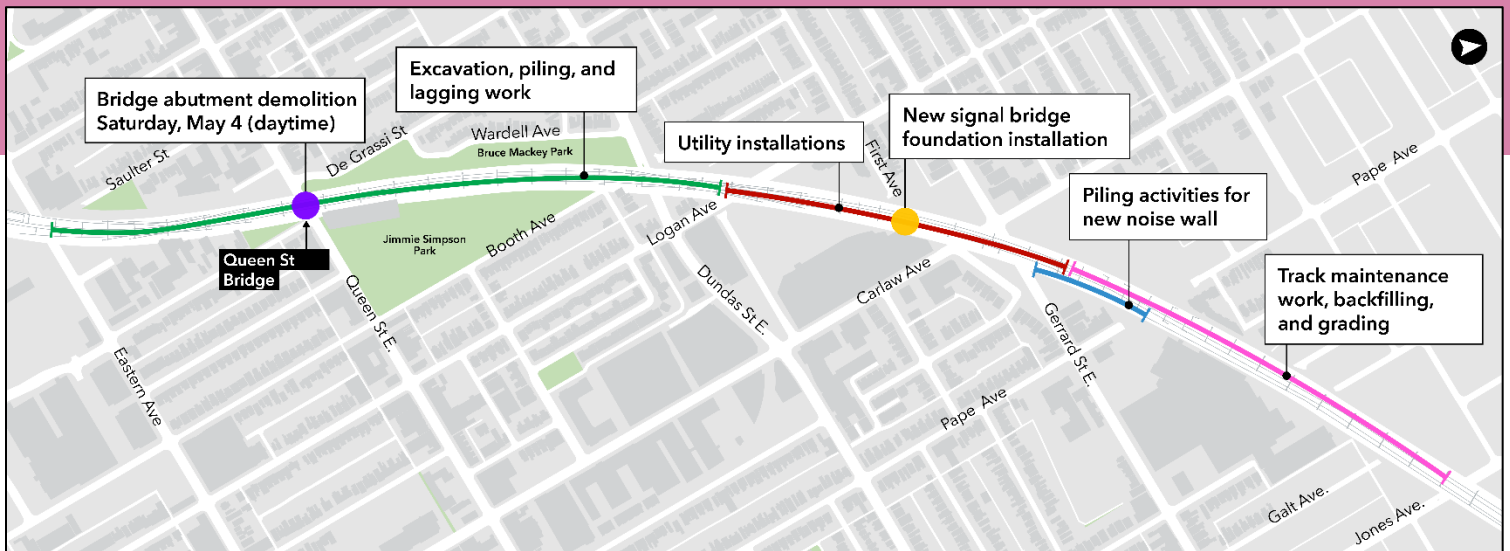 Bridge abutment demolition
Saturday, May 4 (daytime)
Excavation, piling, and
lagging work
Utility installations
New signal bridge
foundation installation
Piling activities for
new noise wall
Track maintenance
work, backfilling,
and grading
Saulter St
De Grassi St
Wardell Ave
Bruce Mackey Park
First Ave
Pape Ave
Queen St
Bridge
Jimmie Simpson
Park
Booth Ave
Logan Ave
Carlaw Ave
Queen St E.
Dundas St E.
Gerrard St E.
Eastern Ave
Pape Ave
Galt Ave.
Jones Ave.